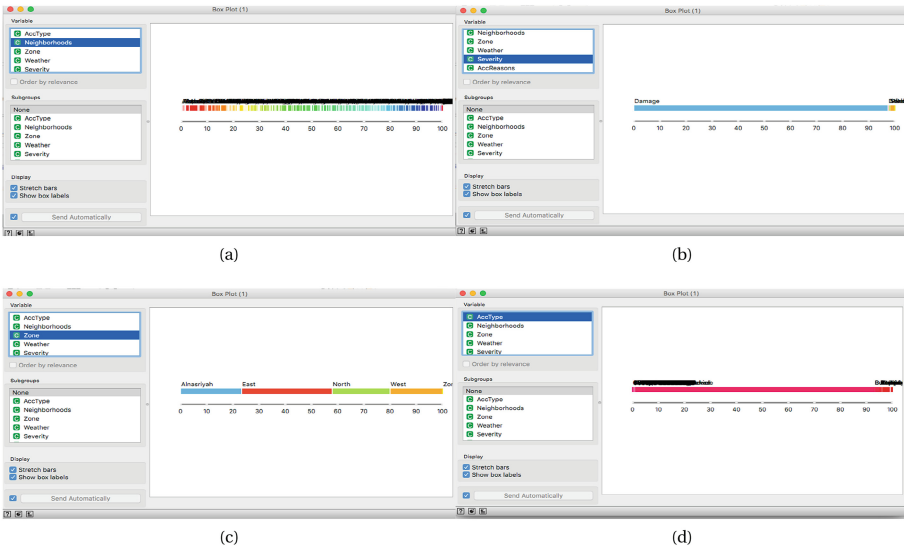 Box Plot (1)
Variable
AccType
Neighborhoods
Zone
Weather
Severity
Order by relevance
Subgroups
None
AccType
Neighborhoods
Zone
Weather
Severity
Display
Stretch bars
Show box labels
Send Automatically
0 10 20 30 40 50 60 70 80 90 100
(a)
Box Plot (1)
Variable
Neighborhoods
Zone
Weather
Severity
AccReasons
Order by relevance
Subgroups
None
AccType
Neighborhoods
Zone
Weather
Severity
Display
Stretch bars
Show box labels
Send Automatically
Damage
0 10 20 30 40 50 60 70 80 90 100
(b)
Box Plot (1)
Variable
AccType
Neighborhoods
Zone
Weather
Severity
Order by relevance
Subgroups
None
AccType
Neighborhoods
Zone
Weather
Severity
Display
Stretch bars
Show box labels
Send Automatically
Alnasriyah East North West Zo
0 10 20 30 40 50 60 70 80 90 100
(c)
Box Plot (1)
Variable
AccType
Neighborhoods
Zone
Weather
Severity
Order by relevance
Subgroups
None
AccType
Neighborhoods
Zone
Weather
Severity
Display
Stretch bars
Show box labels
Send Automatically
0 10 20 30 40 50 60 70 80 90 100
(d)